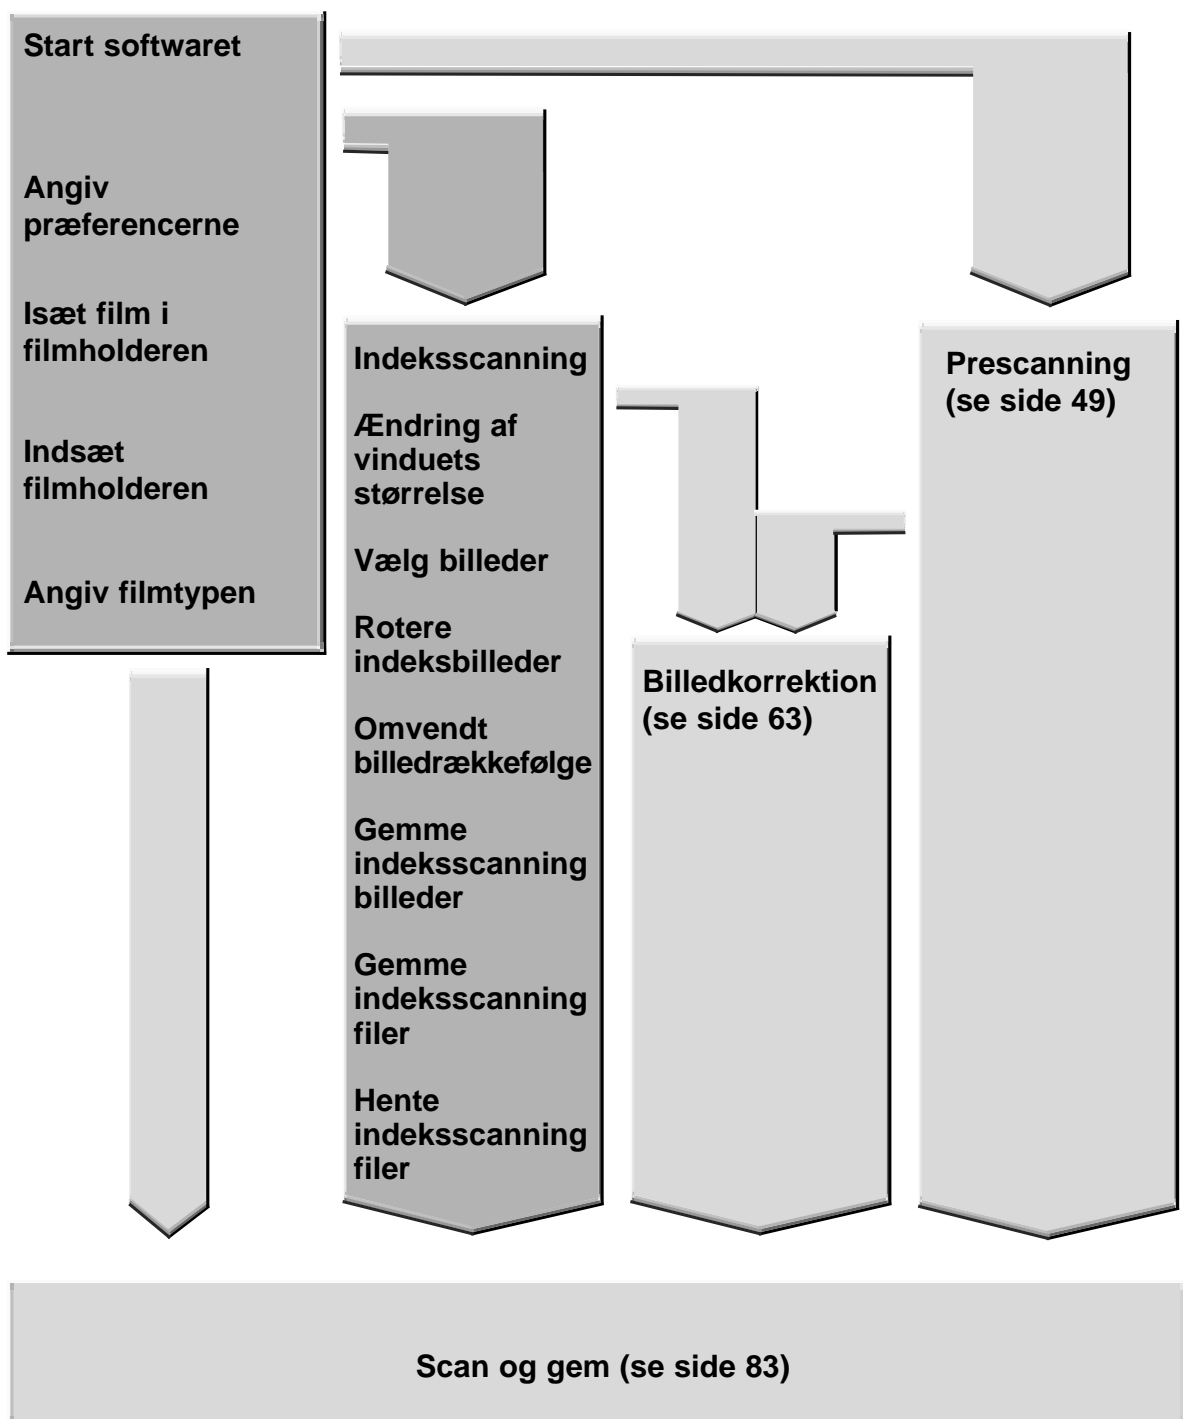 Start softwaret
Angiv
præferencerne
Isæt film i
filmholderen
Indsæt
filmholderen
Angiv filmtypen
Indeksscanning
Ændring af
vinduets
størrelse
Vælg billeder
Rotere
indeksbilleder
Omvendt
billedrækkefølge
Gemme
indeksscanning
billeder
Gemme
indeksscanning
filer
Hente
indeksscanning
filer
Billedkorrektion
(se side 63)
Prescanning
(se side 49)
Scan og gem (se side 83)